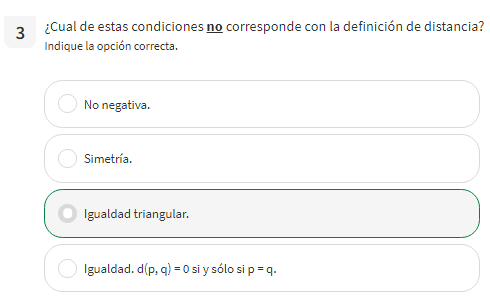 3
¿Cual de estas condiciones no corresponde con la definición de distancia?
Indique la opción correcta.
No negativa.
Simetría.
Igualdad triangular.
Igualdad. d(p, q) = 0 si y sólo si p = q.